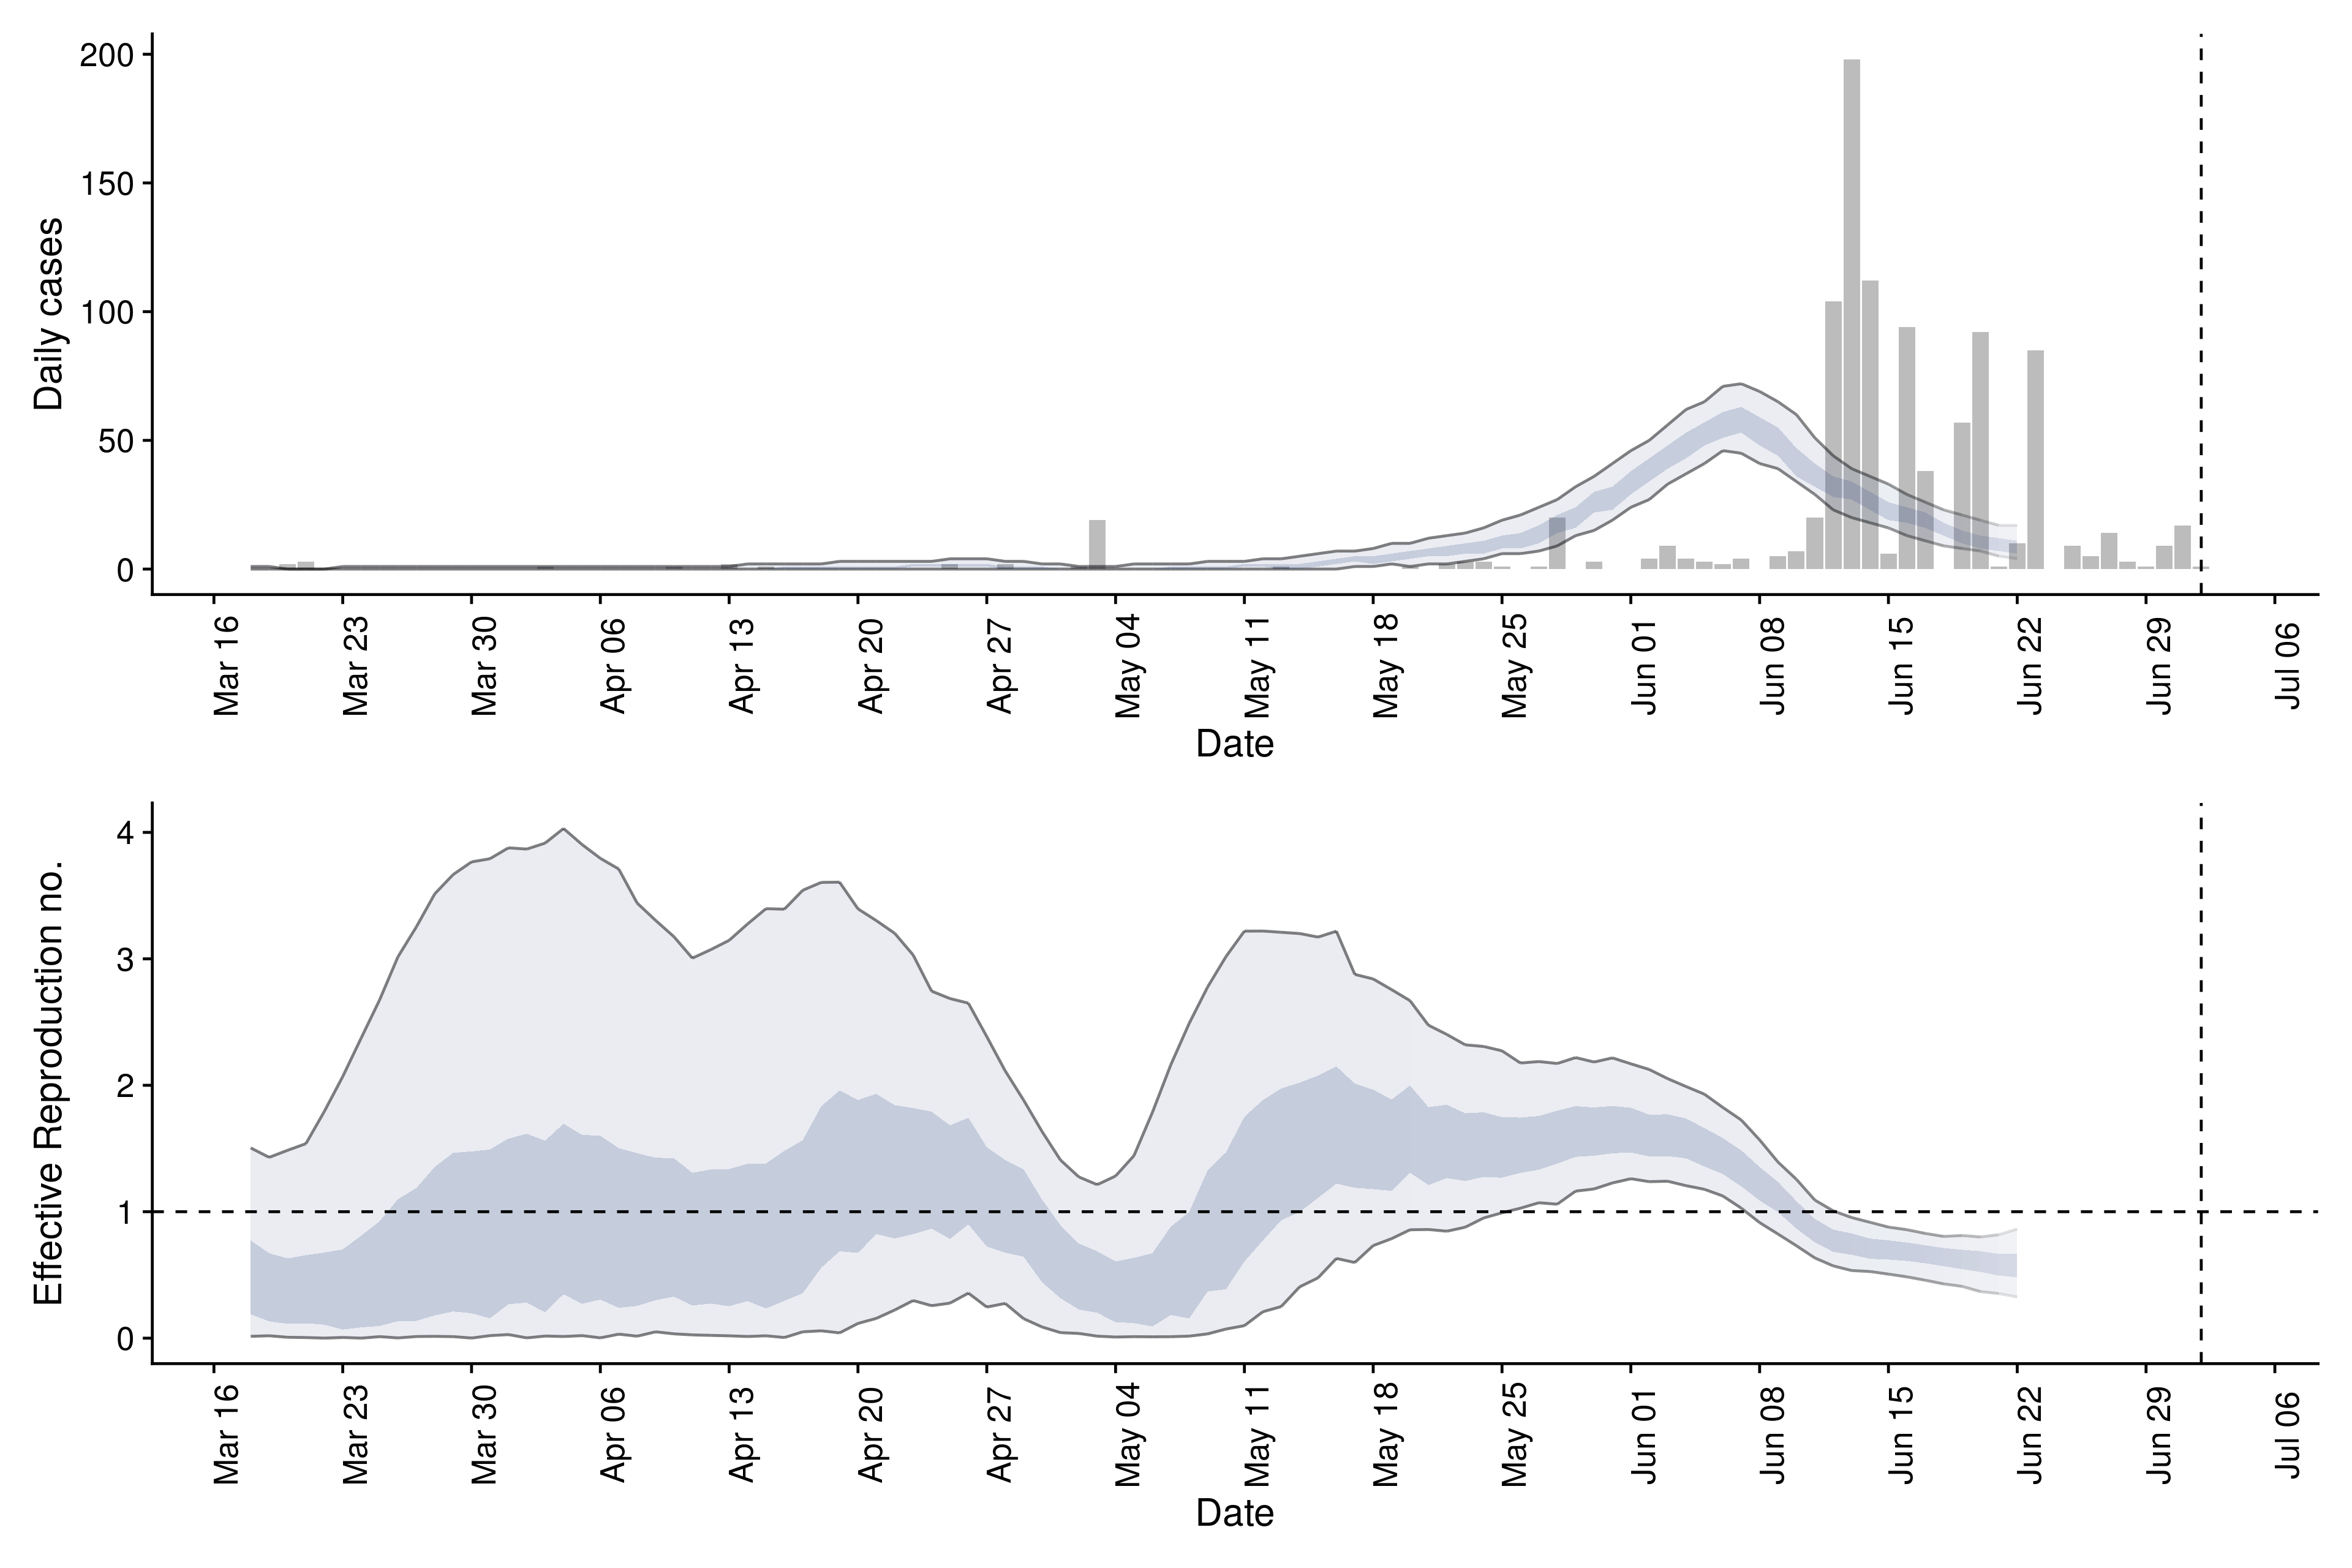 200
150
100
50
0
Daily cases
Mar 16
Mar 23
Mar 30
Apr 06
Apr 13
Apr 20
Apr 27
May 04
May 11
May 18
May 25
Jun 01
Jun 08
Jun 15
Jun 22
Jun 29
Jul 06
Date
4
3
2
1
0
Effective Reproduction no.
Mar 16
Mar 23
Mar 30
Apr 06
Apr 13
Apr 20
Apr 27
May 04
May 11
May 18
May 25
Jun 01
Jun 08
Jun 15
Jun 22
Jun 29
Jul 06
Date